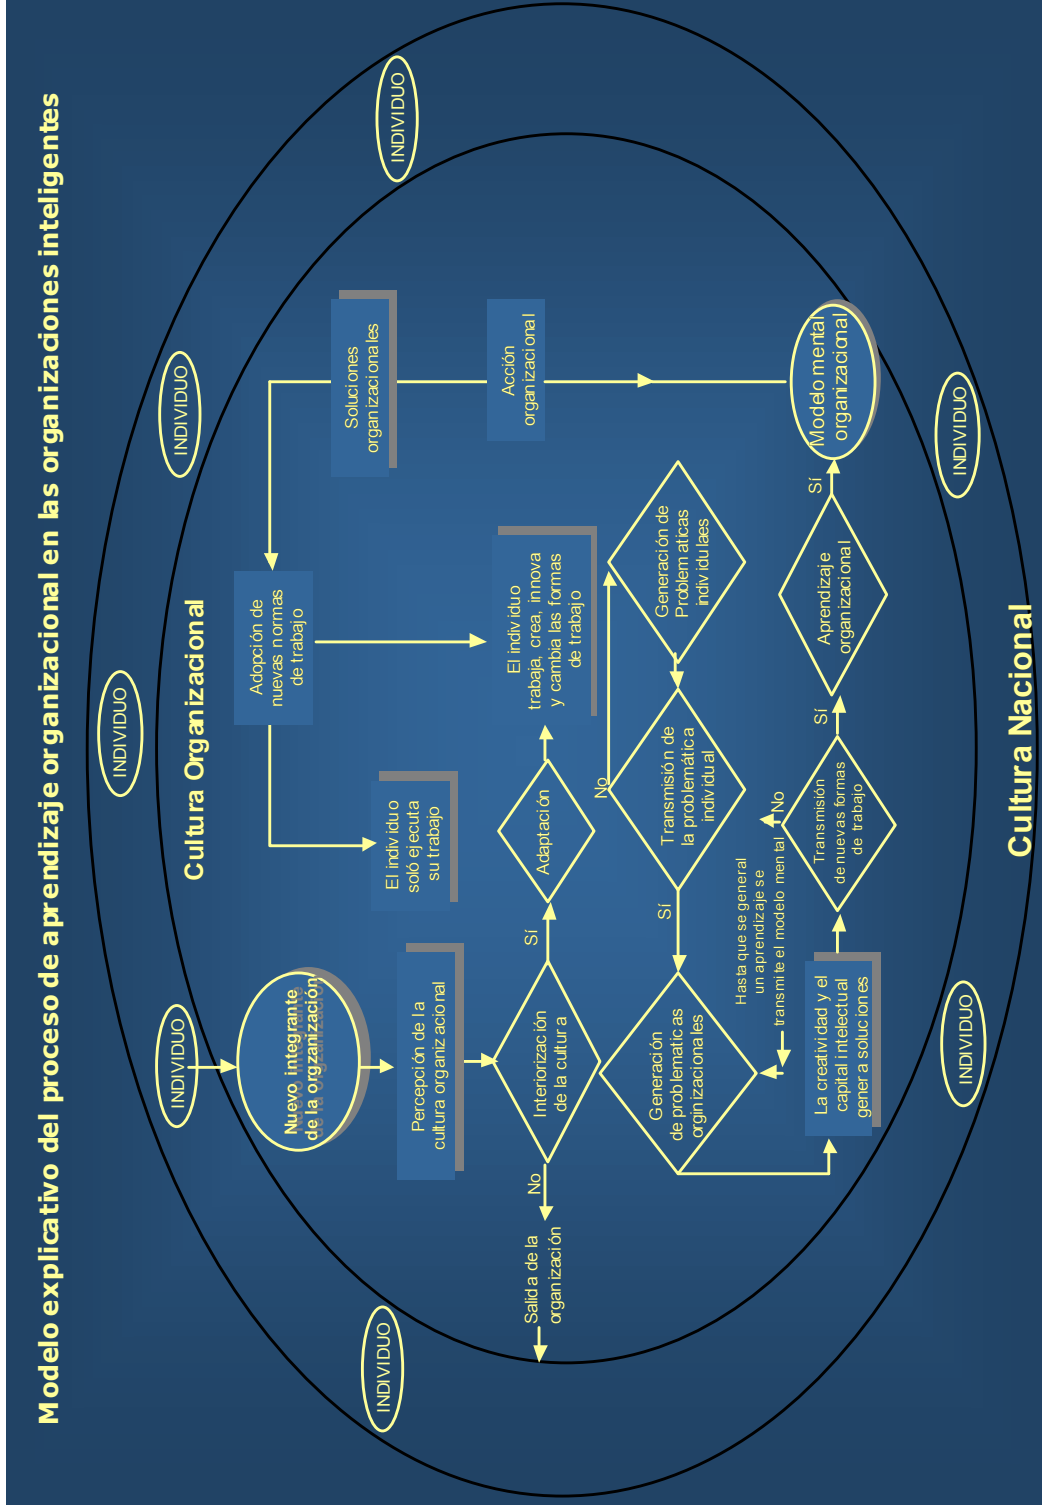 Modelo explicativo del proceso de aprendizaje organizacional en las organizaciones inteligentes
INDIVIDUO
INDIVIDUO
INDIVIDUO
INDIVIDUO
INDIVIDUO
Cultura Organizacional
Nuevo integrante
de la orgzanización
Adopción de
nuevas normas
de trabajo
Soluciones
organizacionales
Percepción de la
cultura organizacional
El individuo
soló ejecuta
su trabajo
Acción
organizacional
Salida de la
organización
No
Interiorización
de la cultura
Sí
Adaptación
El individuo
trabaja, crea, innova
y cambia las formas
de trabajo
Generación
de problematicas
orginizacionales
Sí
Transmisión de
la problemática
individual
No
Generación de
Problematicas
individulaes
Hasta que se general
un aprendizaje se
transmite el modelo mental
No
La creatividad y el
capital intelectual
genera soluciones
Transmisión
de nuevas formas
de trabajo
Sí
Aprendizaje
organizacional
Sí
Modelo mental
organizacional
INDIVIDUO
INDIVIDUO
Cultura Nacional